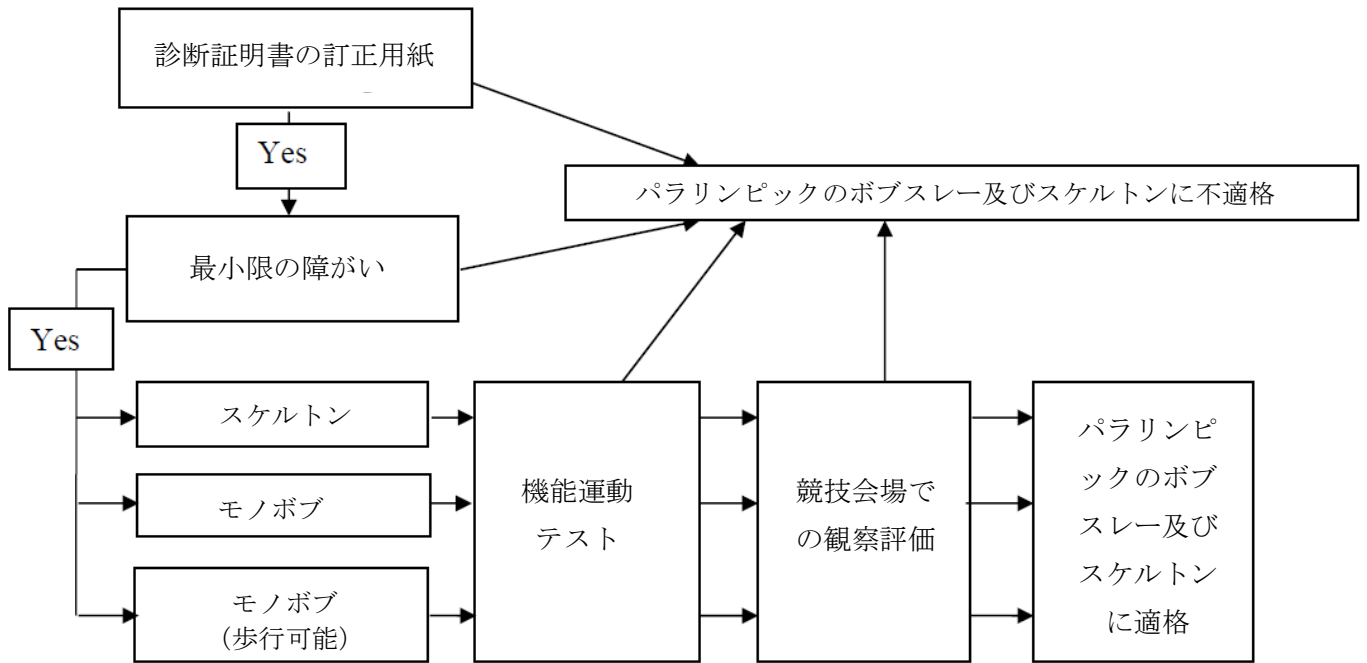 診断証明書の訂正用紙
Yes
パラリンピックのボブスレー及びスケルトンに不適格
最小限の障がい
Yes
スケルトン
モノボブ
モノボブ
(歩行可能)
機能運動
テスト
競技会場で
の観察評価
パラリンピ
ックのボブ
スレー及び
スケルトン
に適格